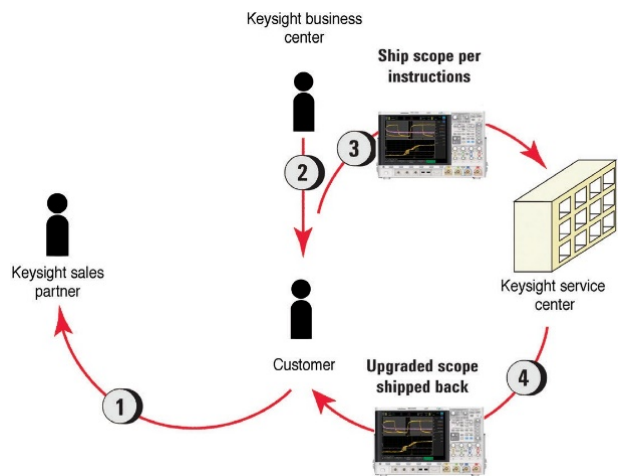 Keysight business
center
Ship scope per
instructions
3
2
Keysight sales
partner
Keysight service
center
Customer
Upgraded scope
shipped back
4
1